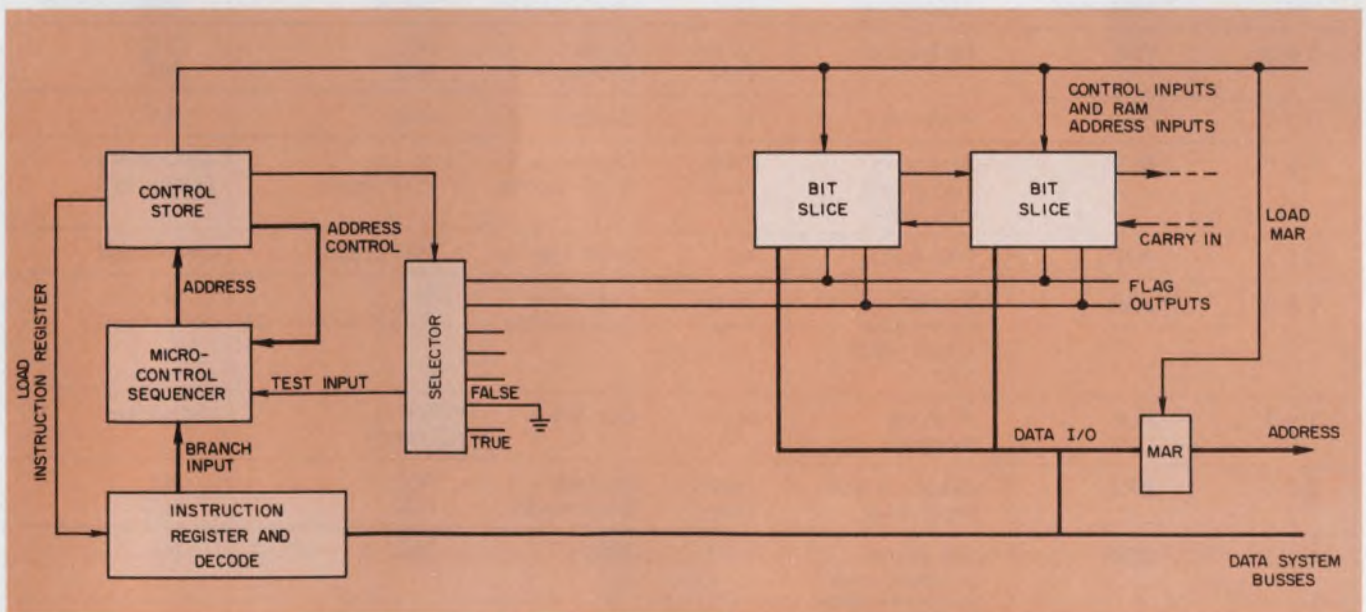 CONTROL INPUTS
AND RAM
ADDRESS INPUTS
CONTROL
STORE
BIT
SLICE
BIT
SLICE
LOAD
MAR
ADDRESS
CONTROL
CARRY IN
ADDRESS
FLAG
OUTPUTS
LOAD
INSTRUCTION REGISTER
MICRO-
CONTROL
SEQUENCER
TEST INPUT
SELECTOR
FALSE
TRUE
BRANCH
INPUT
DATA I/O
MAR
ADDRESS
INSTRUCTION
REGISTER AND
DECODE
DATA SYSTEM
BUSSES